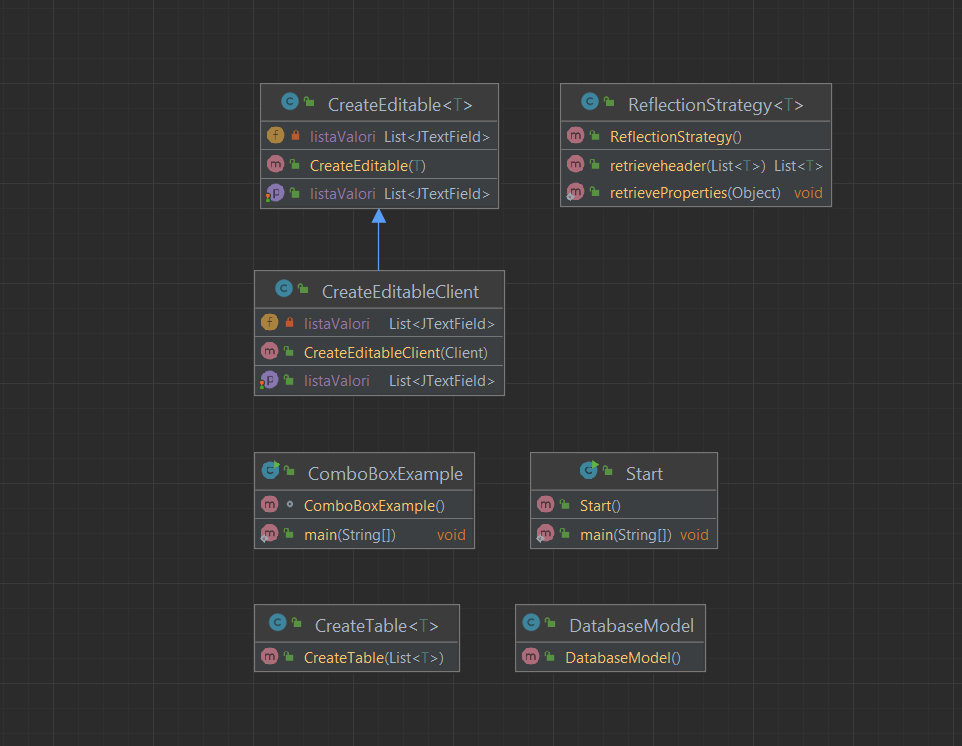 CreateEditable<T>
listaValori List<JTextField>
CreateEditable(T)
listaValori List<JTextField>
ReflectionStrategy<T>
ReflectionStrategy()
retrieveheader(List<T>) List<T>
retrieveProperties(Object) void
CreateEditableClient
listaValori List<JTextField>
CreateEditableClient(Client)
listaValori List<JTextField>
ComboBoxExample
ComboBoxExample()
main(String[]) void
Start
Start()
main(String[]) void
CreateTable<T>
CreateTable(List<T>)
DatabaseModel
DatabaseModel()